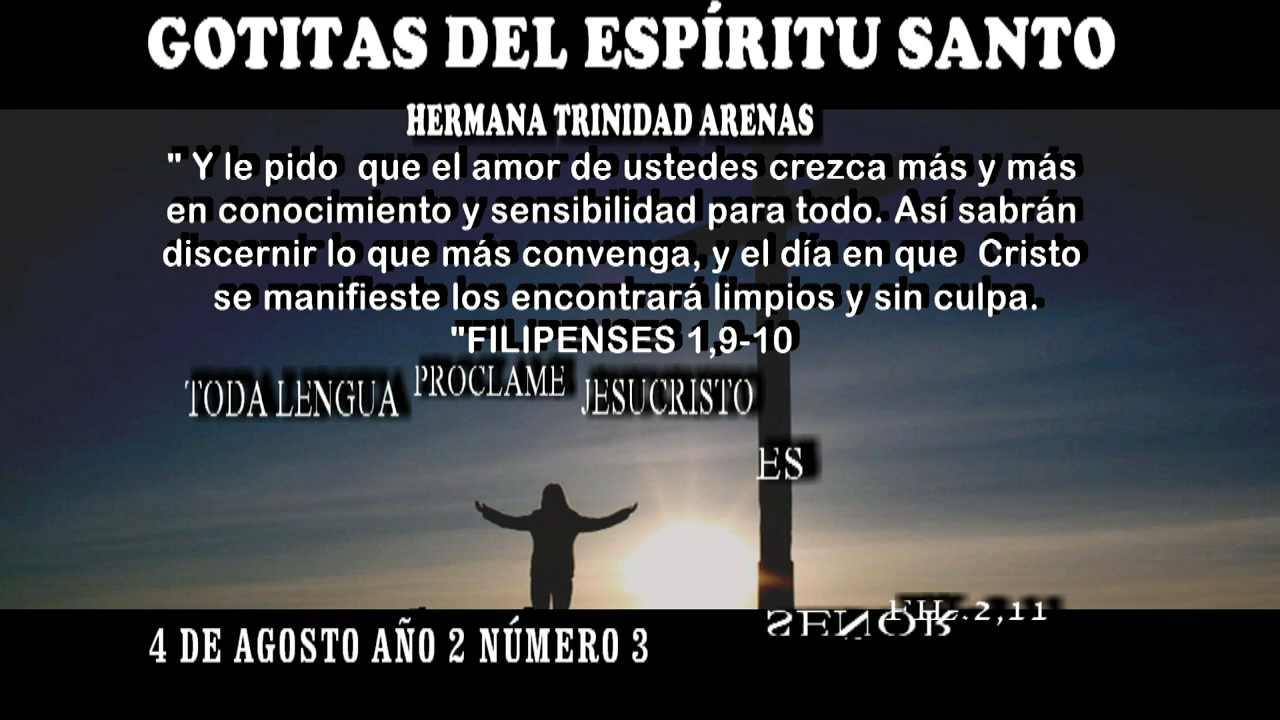 GOTITAS DEL ESPÍRITU SANTO
HERMANA TRINIDAD ARENAS
" Y le pido que el amor de ustedes crezca más y más
en conocimiento y sensibilidad para todo. Así sabrán
discernir lo que más convenga, y el día en que Cristo
se manifieste los encontrará limpios y sin culpa.
"FILIPENSES 1,9-10
TODA LENGUA PROCLAME JESUCRISTO
ES
SEÑOR
2,11
4 DE AGOSTO AÑO 2 NÚMERO 3